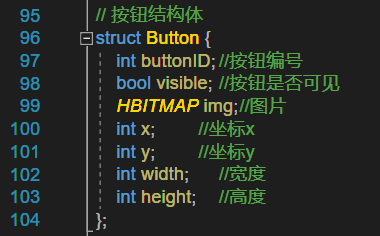 95 // 按钮结构体
96 struct Button {
97 int buttonID; //按钮编号
98 bool visible; //按钮是否可见
99 HBITMAP img;//图片
100 int x; //坐标x
101 int y; //坐标y
102 int width; //宽度
103 int height; //高度
104 };